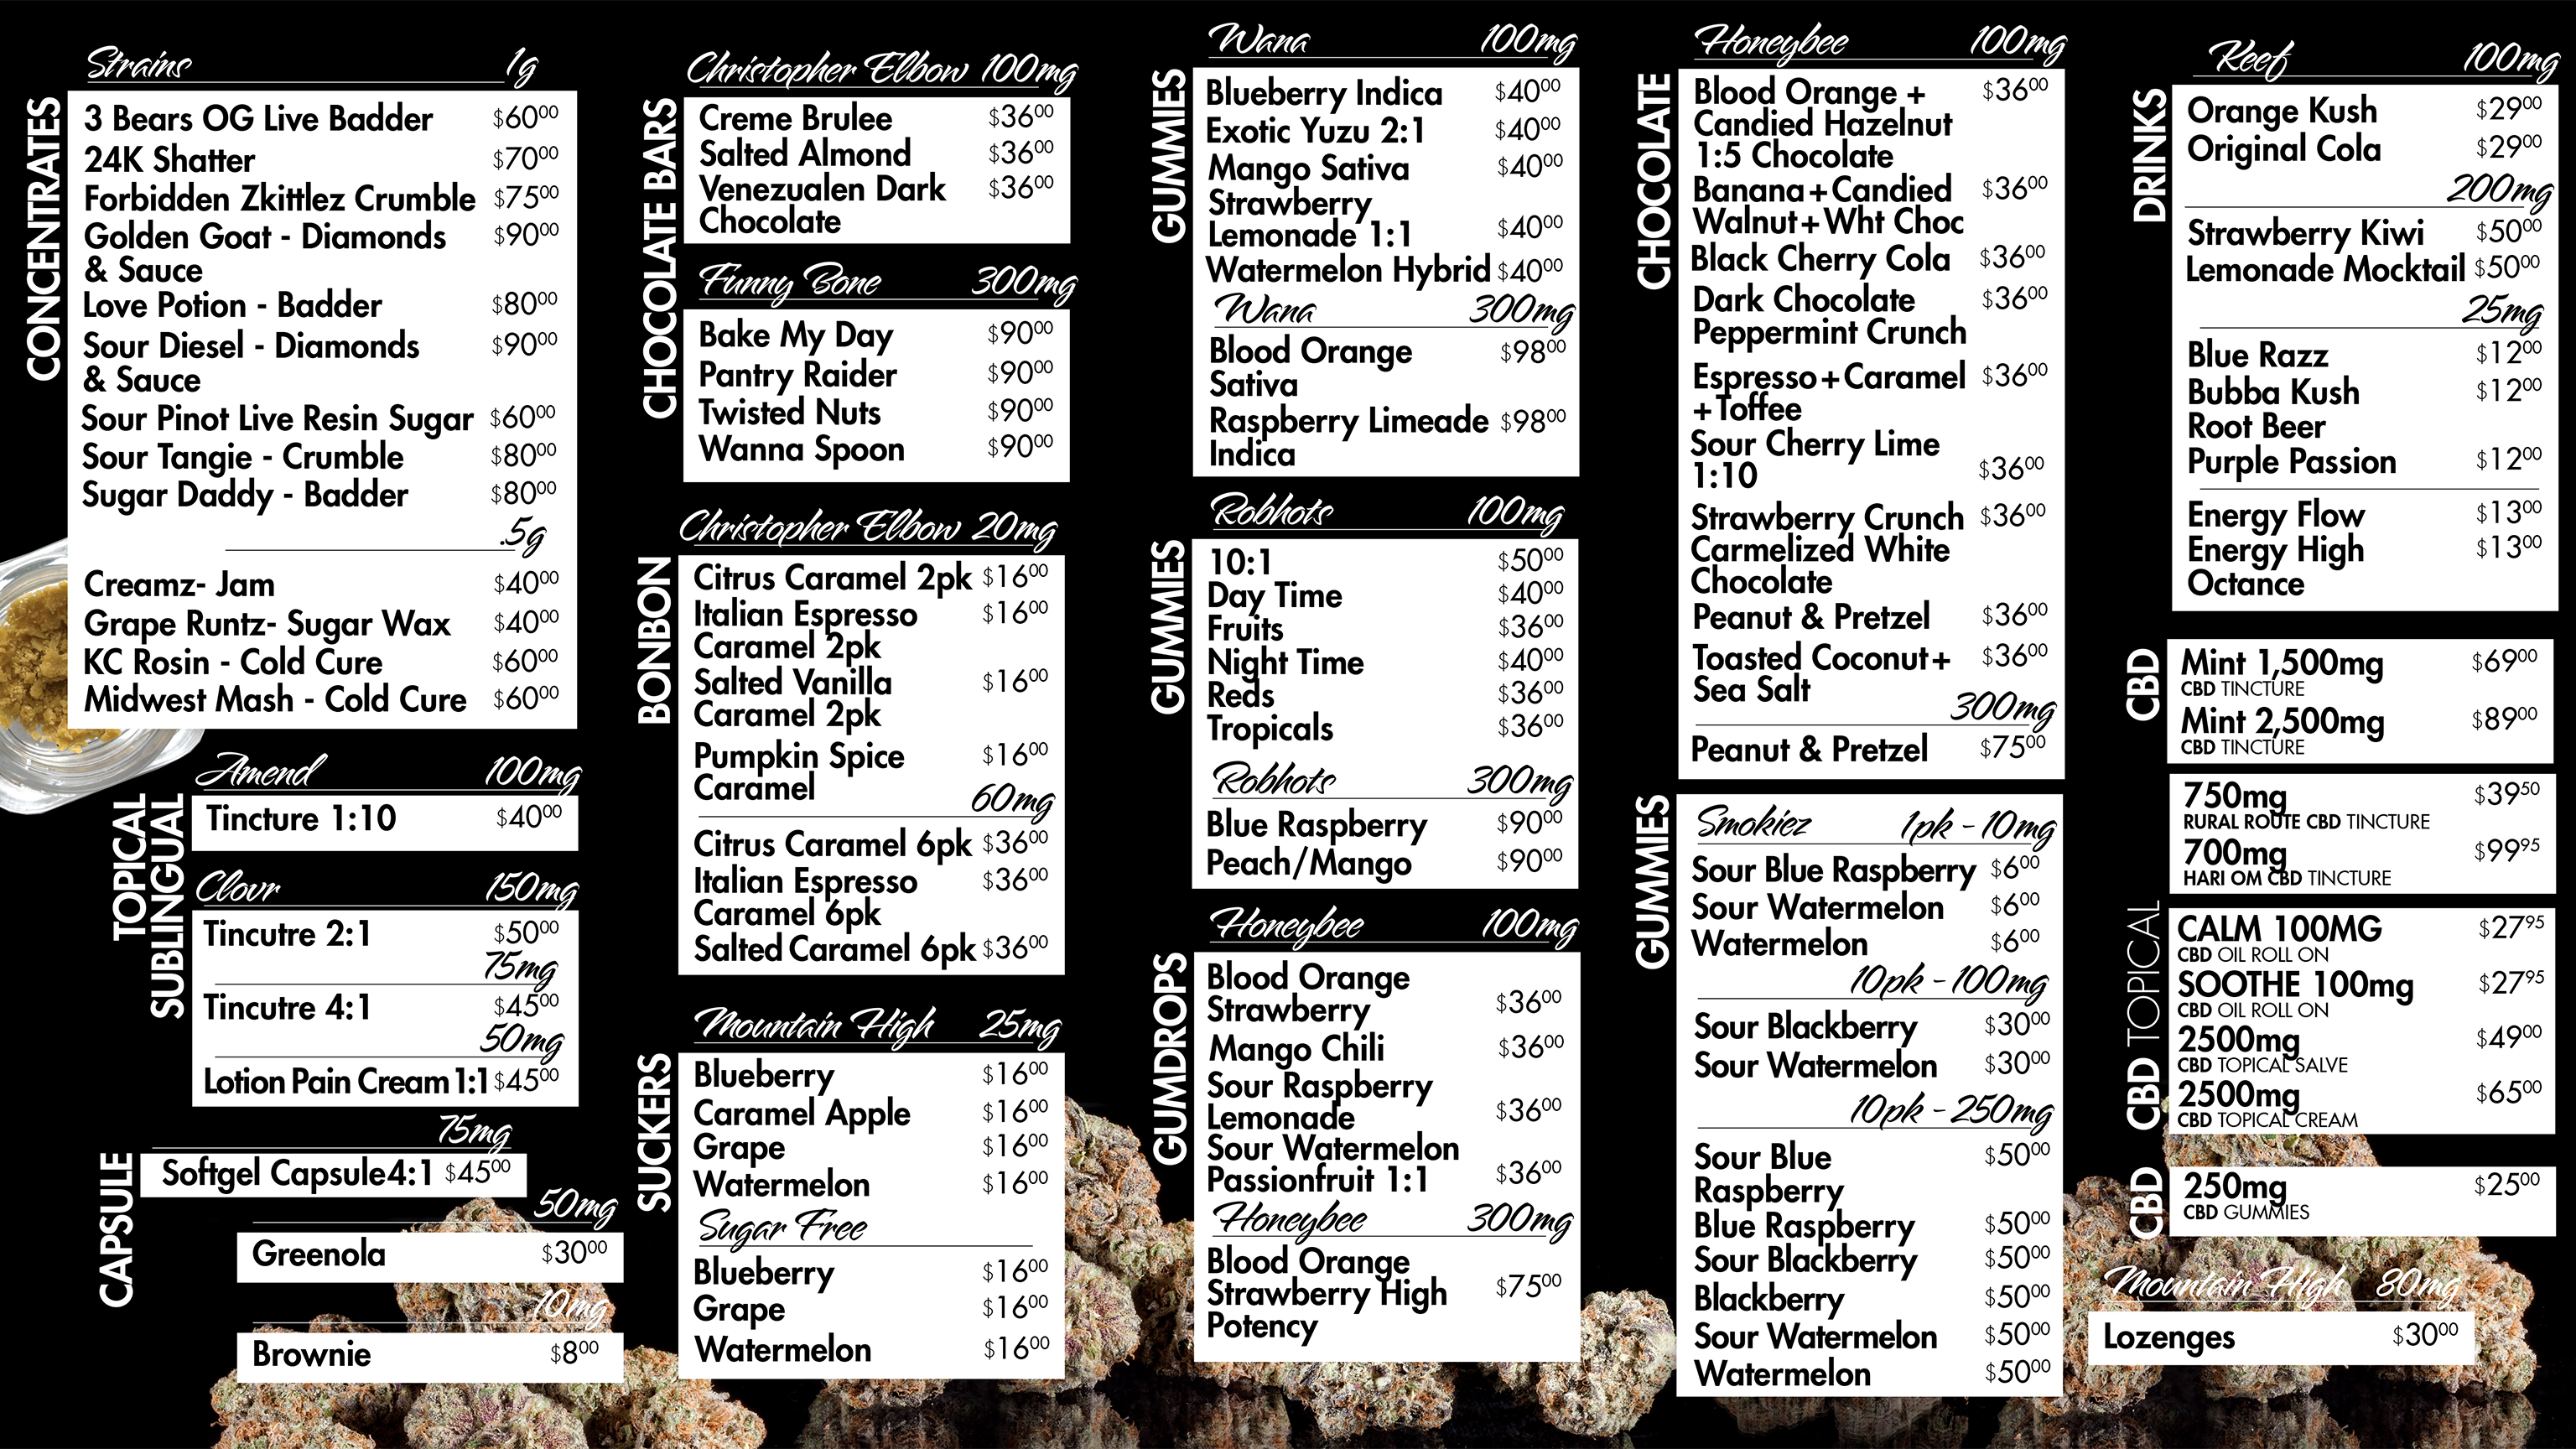 Strains 1g
CONCENTRATES
3 Bears OG Live Badder $6000
24K Shatter $7000
Forbidden Zkittlez Crumble $7500
Golden Goat - Diamonds $9000
& Sauce
Love Potion - Badder $8000
Sour Diesel - Diamonds $9000
& Sauce
Sour Pinot Live Resin Sugar $6000
Sour Tangie - Crumble $8000
Sugar Daddy - Badder $8000
.5g
Creamz- Jam $4000
Grape Runtz- Sugar Wax $4000
KC Rosin - Cold Cure $6000
Midwest Mash - Cold Cure $6000
TOPICAL
SUBLINGUAL
Amend 100mg
Tincture 1:10 $4000
Clovr 150mg
Tincutre 2:1 $5000
75mg
Tincutre 4:1 $4500
50mg
Lotion Pain Cream 1:1 $4500
CAPSULE
75mg
Softgel Capsule4:1 $4500
50mg
Greenola $3000
10mg
Brownie $800
CHOCOLATE BARS
Christopher Elbow 100mg
Creme Brulee $3600
Salted Almond $3600
Venezualen Dark $3600
Chocolate
Funny Bone 300mg
Bake My Day $9000
Pantry Raider $9000
Twisted Nuts $9000
Wanna Spoon $9000
BONBON
Christopher Elbow 20mg
Citrus Caramel 2pk $1600
Italian Espresso $1600
Caramel 2pk
Salted Vanilla $1600
Caramel 2pk
Pumpkin Spice $1600
Caramel
60mg
Citrus Caramel 6pk $3600
Italian Espresso $3600
Caramel 6pk
Salted Caramel 6pk $3600
SUCKERS
Mountain High 25mg
Blueberry $1600
Caramel Apple $1600
Grape $1600
Watermelon $1600
Sugar Free
Blueberry $1600
Grape $1600
Watermelon $1600
GUMMIES
Wana 100mg
Blueberry Indica $4000
Exotic Yuzu 2:1 $4000
Mango Sativa $4000
Strawberry
Lemonade 1:1 $4000
Watermelon Hybrid $4000
Wana 300mg
Blood Orange $9800
Sativa
Raspberry Limeade $9800
Indica
GUMMIES
Robhots 100mg
10:1 $5000
Day Time $4000
Fruits $3600
Night Time $4000
Reds $3600
Tropicals $3600
Robhots 300mg
Blue Raspberry $9000
Peach/Mango $9000
GUMDROPS
Honeybee 100mg
Blood Orange
Strawberry $3600
Mango Chili $3600
Sour Raspberry
Lemonade $3600
Sour Watermelon
Passionfruit 1:1 $3600
Honeybee 300mg
Blood Orange
Strawberry High $7500
Potency
CHOCOLATE
Honeybee 100mg
Blood Orange + $3600
Candied Hazelnut
1:5 Chocolate
Banana+Candied $3600
Walnut+Wht Choc
Black Cherry Cola $3600
Dark Chocolate $3600
Peppermint Crunch
Espresso+Caramel $3600
+Toffee
Sour Cherry Lime
1:10 $3600
Strawberry Crunch $3600
Carmelized White
Chocolate
Peanut & Pretzel $3600
Toasted Coconut+ $3600
Sea Salt
300mg
Peanut & Pretzel $7500
GUMMIES
Smokiez 1pk - 10mg
Sour Blue Raspberry $600
Sour Watermelon $600
Watermelon $600
10pk - 100mg
Sour Blackberry $3000
Sour Watermelon $3000
10pk - 250mg
Sour Blue $5000
Raspberry
Blue Raspberry $5000
Sour Blackberry $5000
Blackberry $5000
Sour Watermelon $5000
Watermelon $5000
DRINKS
Keef 100mg
Orange Kush $2900
Original Cola $2900
200mg
Strawberry Kiwi $5000
Lemonade Mocktail $5000
25mg
Blue Razz $1200
Bubba Kush $1200
Root Beer
Purple Passion $1200
Energy Flow $1300
Energy High $1300
Octance
CBD
Mint 1,500mg $6900
CBD TINCTURE
Mint 2,500mg $8900
CBD TINCTURE
750mg $3950
RURAL ROUTE CBD TINCTURE
700mg $9995
HARI OM CBD TINCTURE
CBD TOPICAL
CALM 100MG $2795
CBD OIL ROLL ON
SOOTHE 100mg $2795
CBD OIL ROLL ON
2500mg $4900
CBD TOPICAL SALVE
2500mg $6500
CBD TOPICAL CREAM
CBD
250mg $2500
CBD GUMMIES
Mountain High 80mg
Lozenges $3000